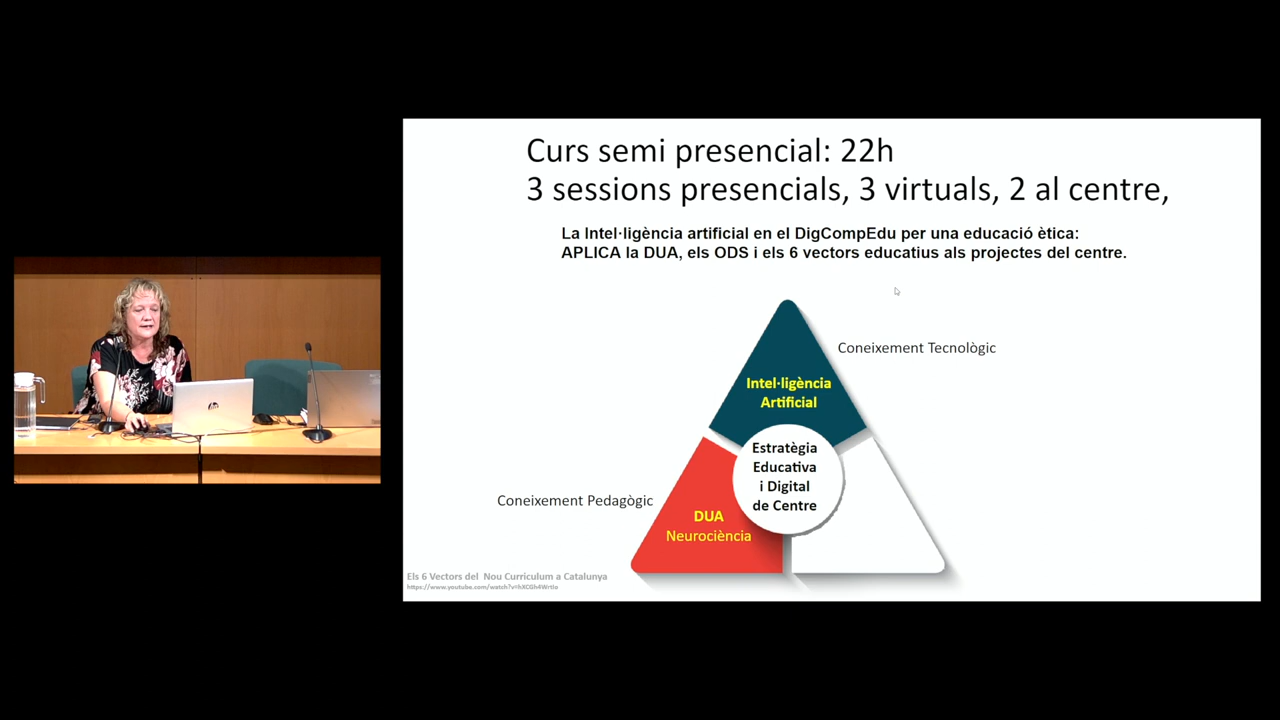 Curs semi presencial: 22h
3 sessions presencials, 3 virtuals, 2 al centre,
La Intel·ligència artificial en el DigCompEdu per una educació ètica:
APLICA la DUA, els ODS i els 6 vectors educatius als projectes del centre.
Coneixement Tecnològic
Intel·ligència
Artificial
Estratègia
Educativa
i Digital
de Centre
Coneixement Pedagògic
DUA
Neurociència
Els 6 Vectors del Nou Curriculum a Catalunya
hp